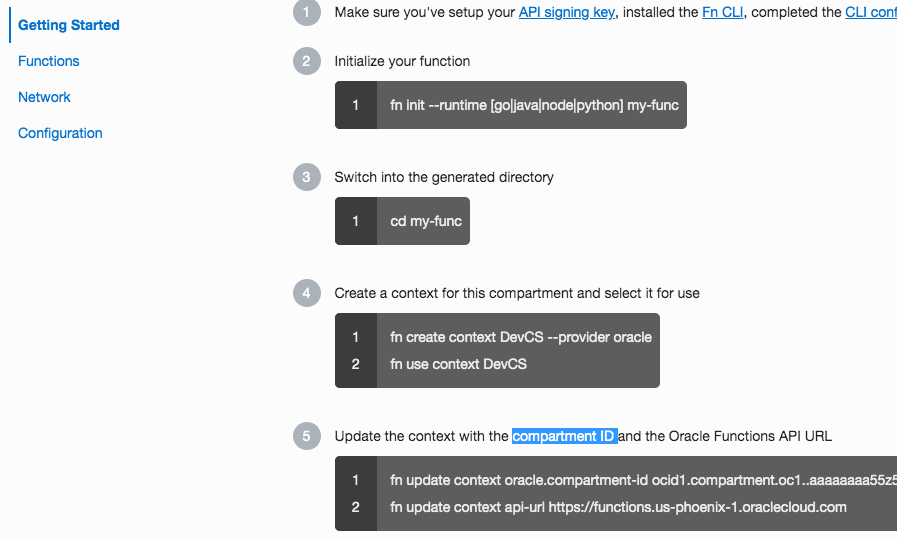 Getting Started
Functions
Network
Configuration
1 Make sure you've setup your API signing key, installed the Fn CLI, completed the CLI conf
2 Initialize your function
1 fn init --runtime [go|java|node|python] my-func
3 Switch into the generated directory
1 cd my-func
4 Create a context for this compartment and select it for use
1 fn create context DevCS --provider oracle
2 fn use context DevCS
5 Update the context with the compartment ID and the Oracle Functions API URL
1 fn update context oracle.compartment-id ocid1.compartment.oc1..aaaaaaaa55z5
2 fn update context api-url https://functions.us-phoenix-1.oraclecloud.com